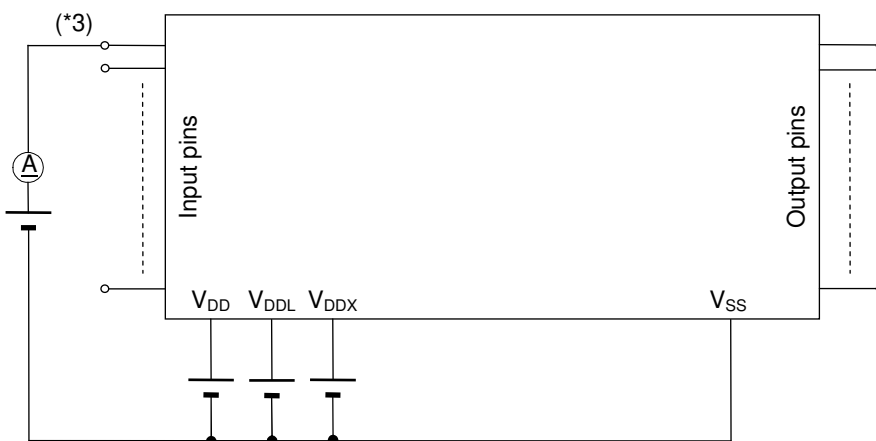 (*3)
A
Input pins
Output pins
VDD VDDL VDDX VSS